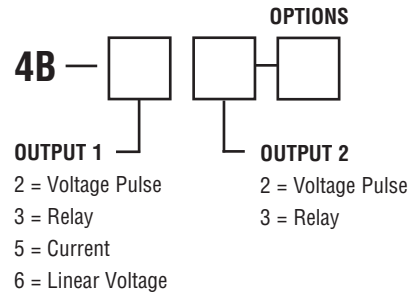 OPTIONS
4B —
OUTPUT 1
2 = Voltage Pulse
3 = Relay
5 = Current
6 = Linear Voltage
OUTPUT 2
2 = Voltage Pulse
3 = Relay